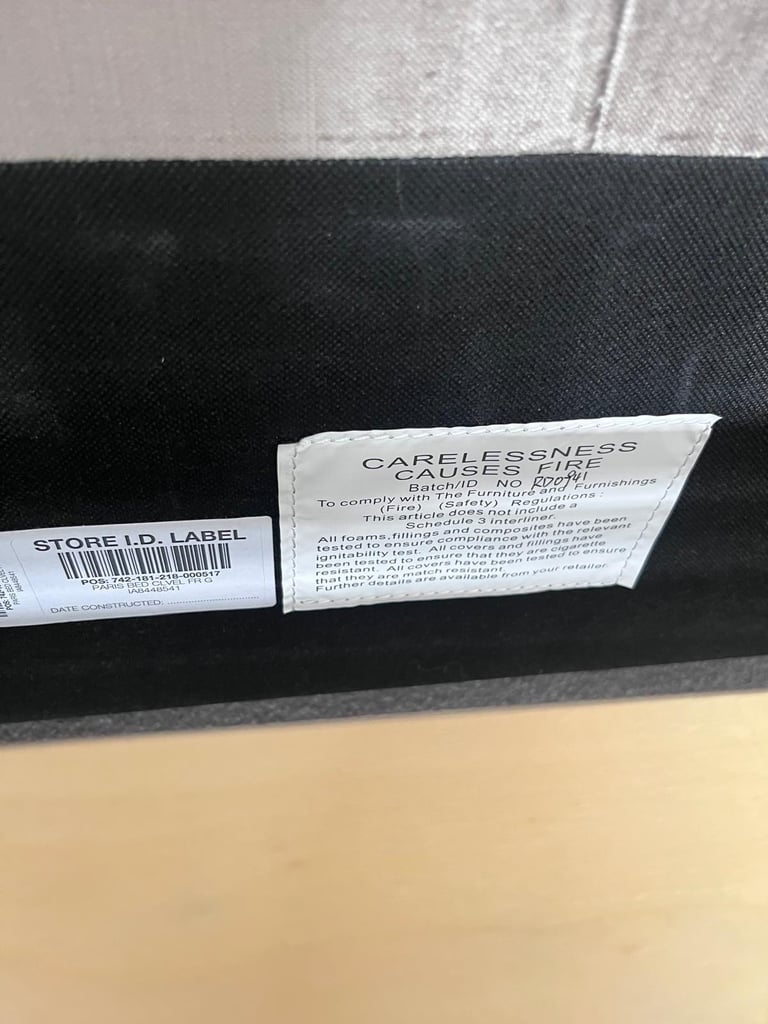 STORE I.D. LABEL
POS: 742-181-218-000517
PARIS BED CLVEL FR G
IA8448541
DATE CONSTRUCTED: ................................
CARELESSNESS
CAUSES FIRE
Batch/ID NO RD0941
To comply with The Furniture and Furnishings
(Fire) (Safety) Regulations :
This article does not include a
Schedule 3 interliner.
All foams,fillings and composites have been
tested to ensure compliance with the relevant
ignitability test. All covers and fillings have
been tested to ensure that they are cigarette
resistant. All covers have been tested to ensure
that they are match resistant.
Further details are available from your retailer.